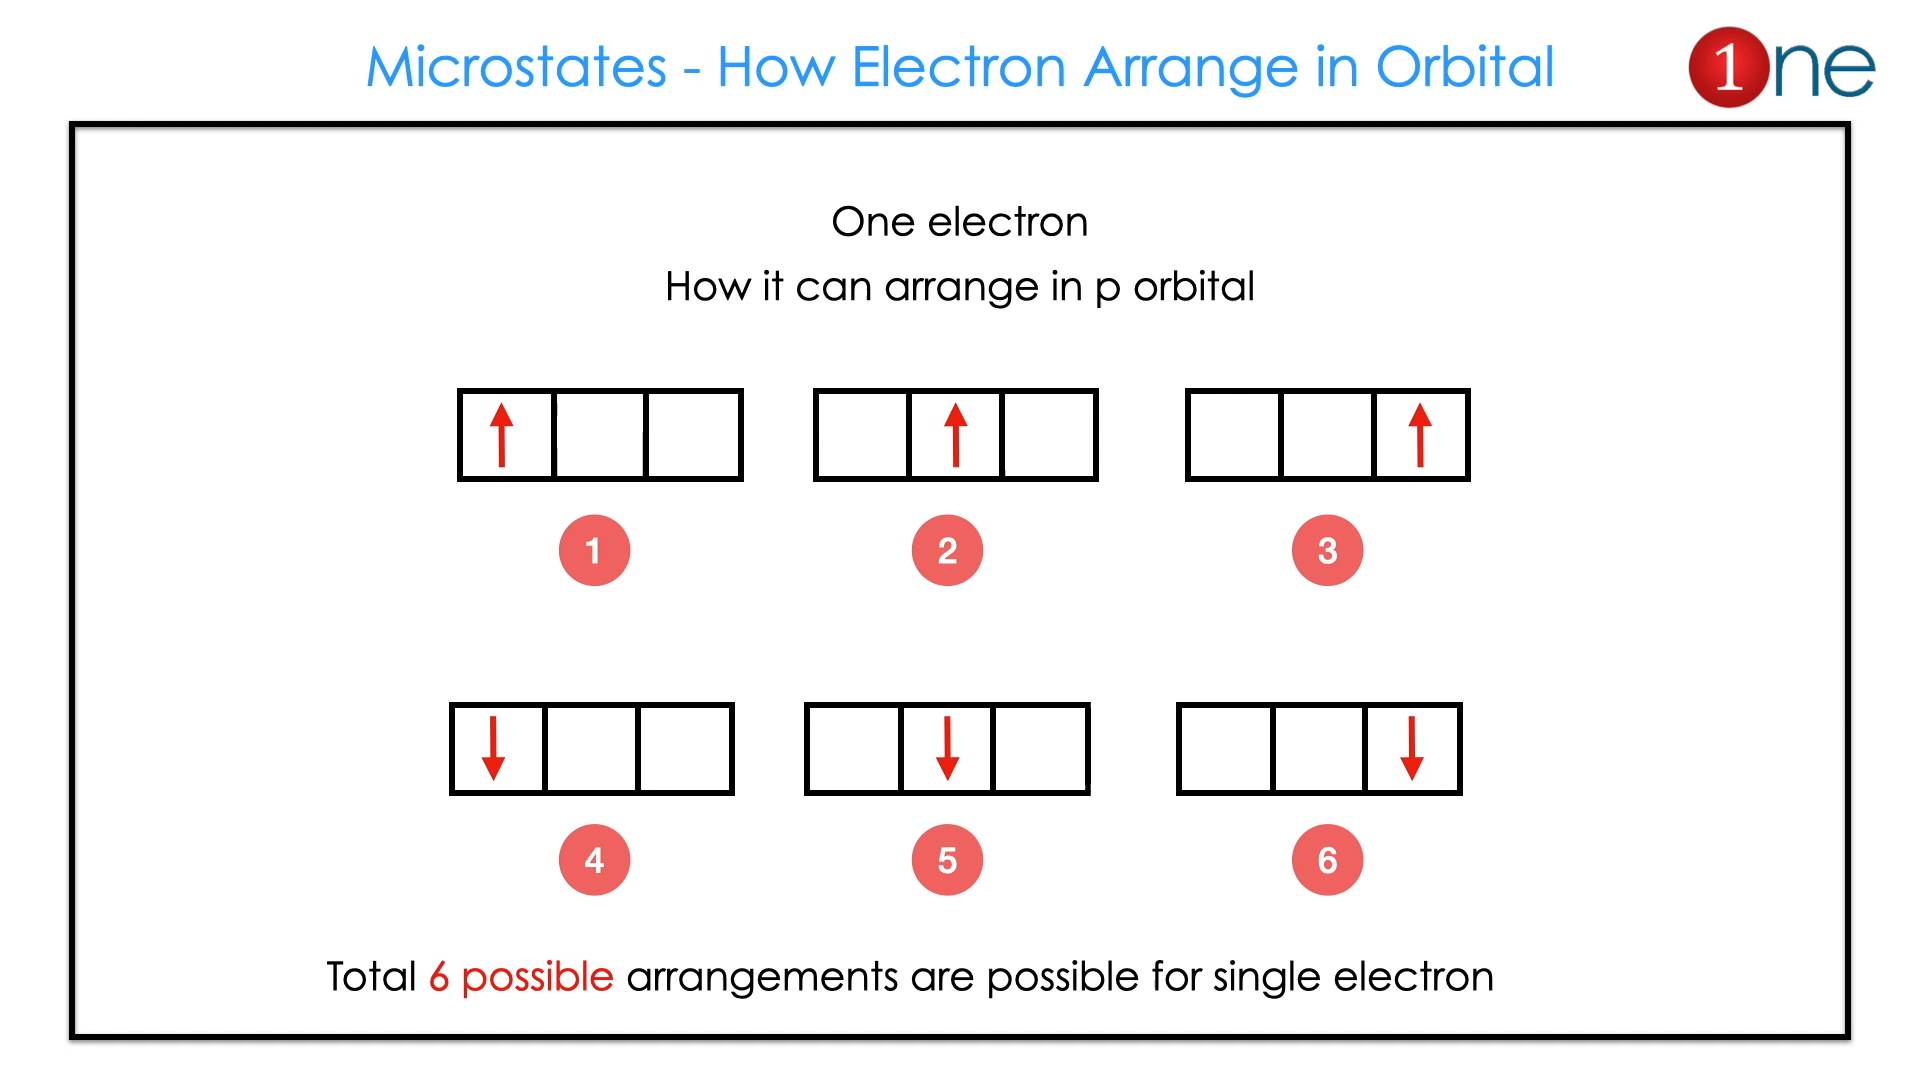 Microstates - How Electron Arrange in Orbital
1ne
One electron
How it can arrange in p orbital
1
2
3
4
5
6
Total 6 possible arrangements are possible for single electron